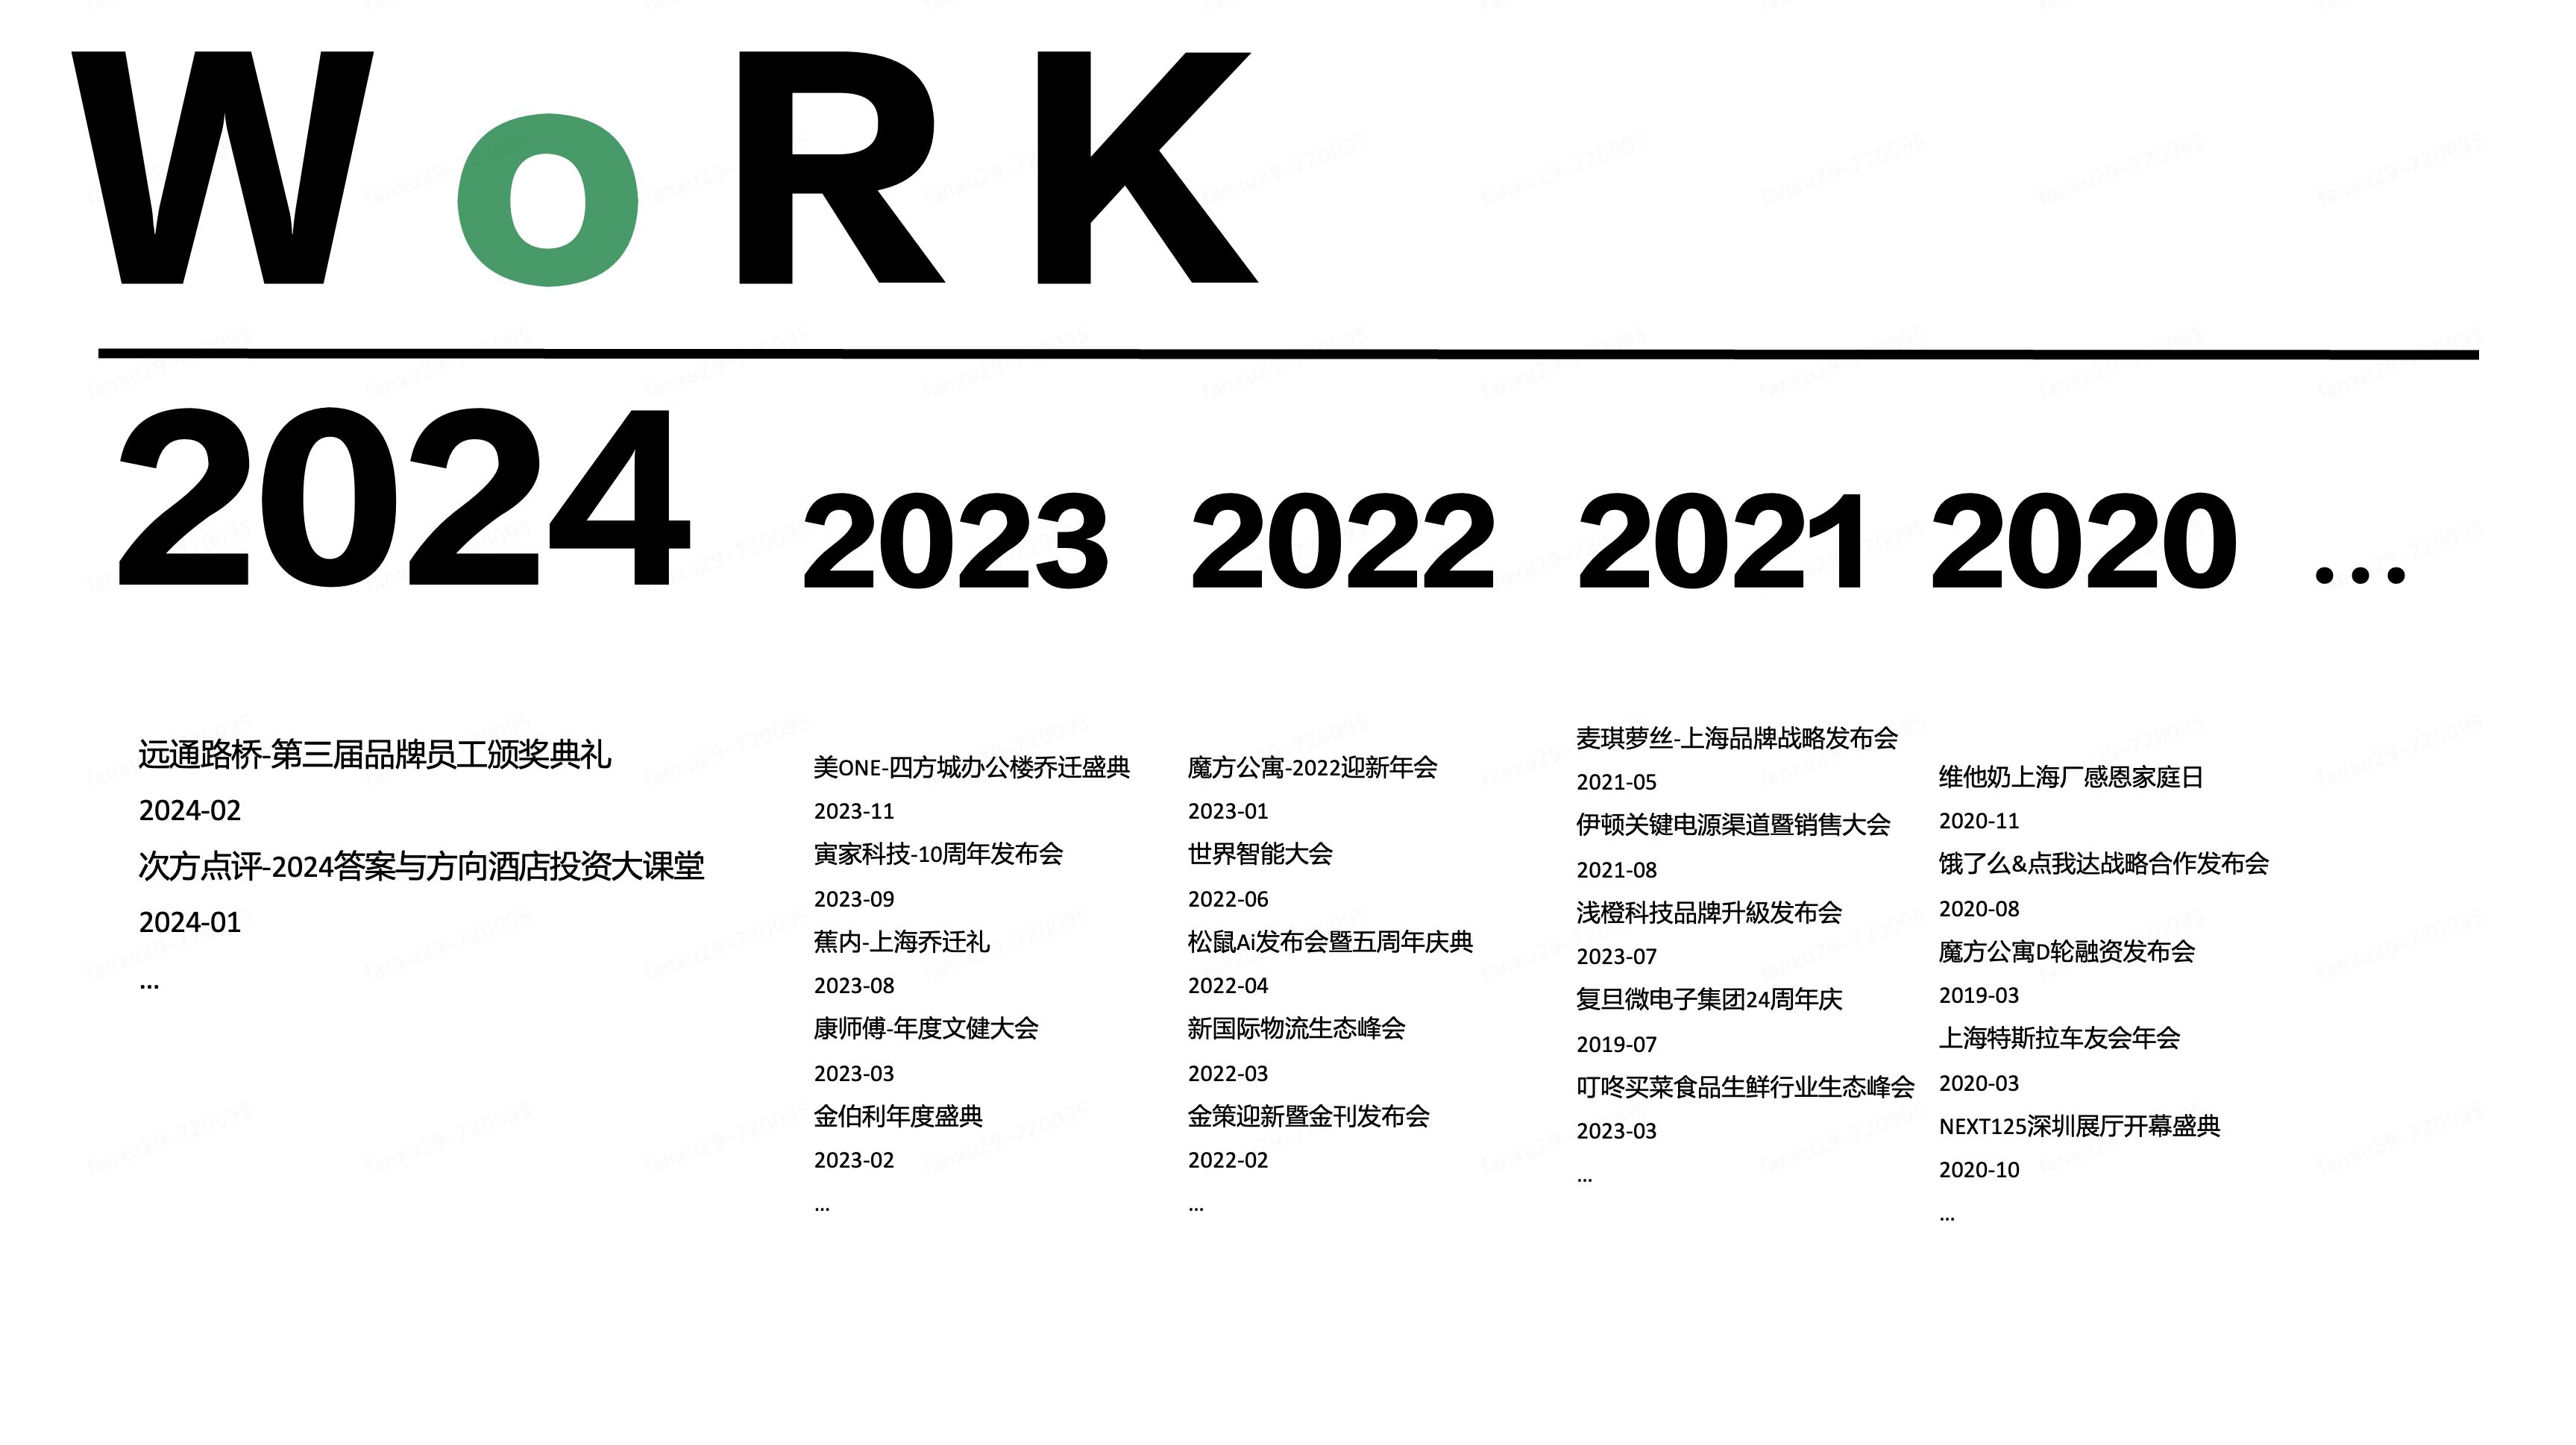 WoRK
2024
2023
2022
2021
2020
...
远通路桥-第三届品牌员工颁奖典礼
2024-02
次方点评-2024答案与方向酒店投资大课堂
2024-01
...
美ONE-四方城办公楼乔迁盛典
2023-11
寅家科技-10周年发布会
2023-09
蕉内-上海乔迁礼
2023-08
康师傅-年度文健大会
2023-03
金伯利年度盛典
2023-02
...
魔方公寓-2022迎新年会
2023-01
世界智能大会
2022-06
松鼠Ai发布会暨五周年庆典
2022-04
新国际物流生态峰会
2022-03
金策迎新暨金刊发布会
2022-02
...
麦琪萝丝-上海品牌战略发布会
2021-05
伊顿关键电源渠道暨销售大会
2021-08
浅橙科技品牌升級发布会
2023-07
复旦微电子集团24周年庆
2019-07
叮咚买菜食品生鲜行业生态峰会
2023-03
...
维他奶上海厂感恩家庭日
2020-11
饿了么&点我达战略合作发布会
2020-08
魔方公寓D轮融资发布会
2019-03
上海特斯拉车友会年会
2020-03
NEXT125深圳展厅开幕盛典
2020-10
...
fanxu29-720095